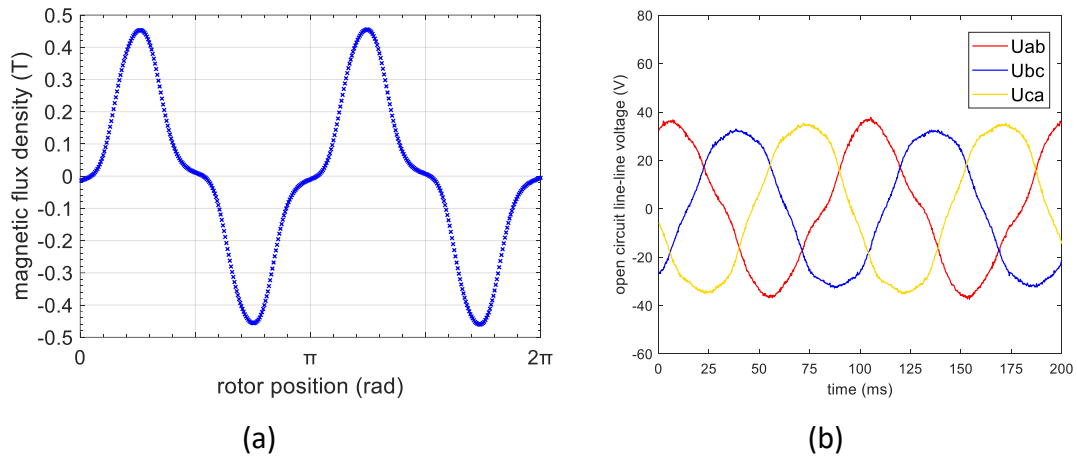 0.5
0.4
0.3
0.2
0.1
0
-0.1
-0.2
-0.3
-0.4
-0.5
magnetic flux density (T)
0
π
2π
rotor position (rad)
(a)
80
60
40
20
0
-20
-40
-60
open circuit line-line voltage (V)
Uab
Ubc
Uca
0
25
50
75
100
125
150
175
200
time (ms)
(b)